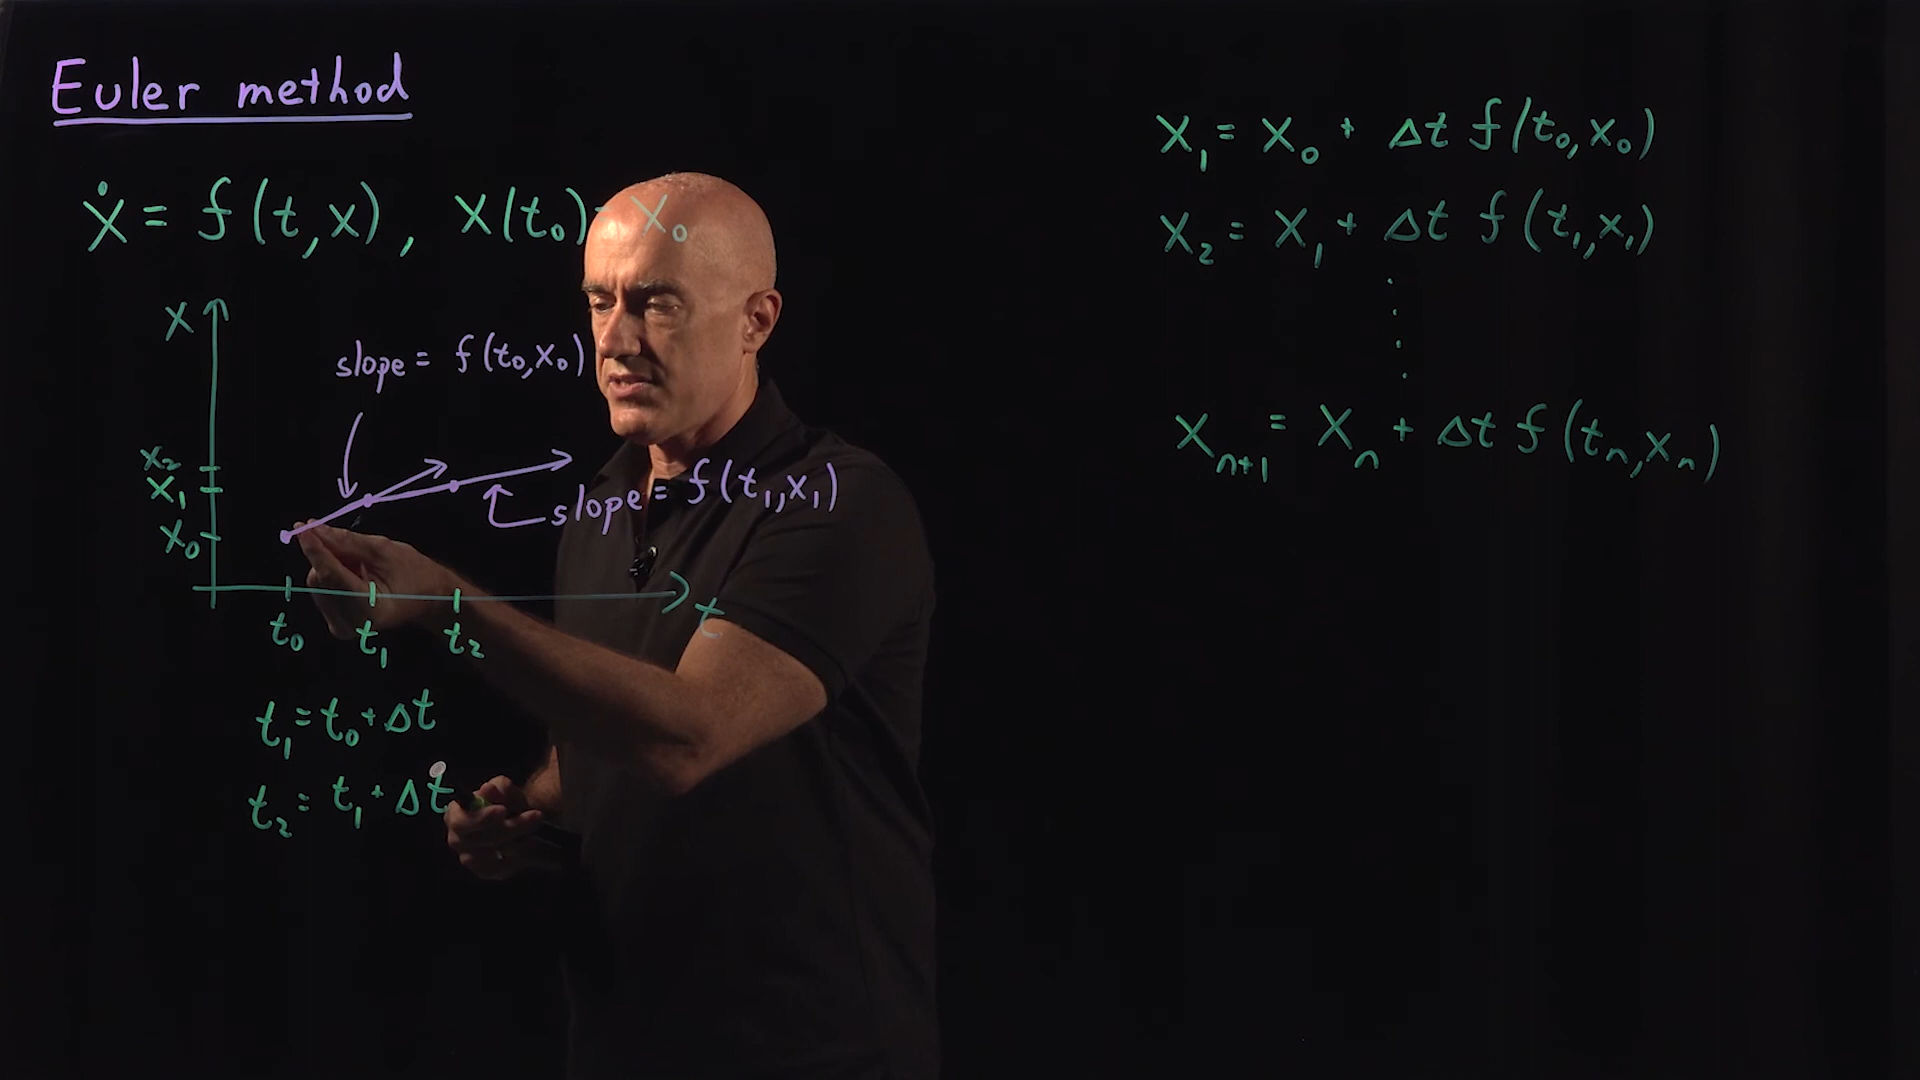 Euler method
ẋ = f(t,x), x(t₀) = x₀
x
slope = f(t₀,x₀)
x₂
x₁
x₀
slope = f(t₁,x₁)
t
t₀ t₁ t₂
t₁ = t₀ + Δt
t₂ = t₁ + Δt
x₁ = x₀ + Δt f(t₀,x₀)
x₂ = x₁ + Δt f(t₁,x₁)
⋮
xₙ₊₁ = xₙ + Δt f(tₙ,xₙ)